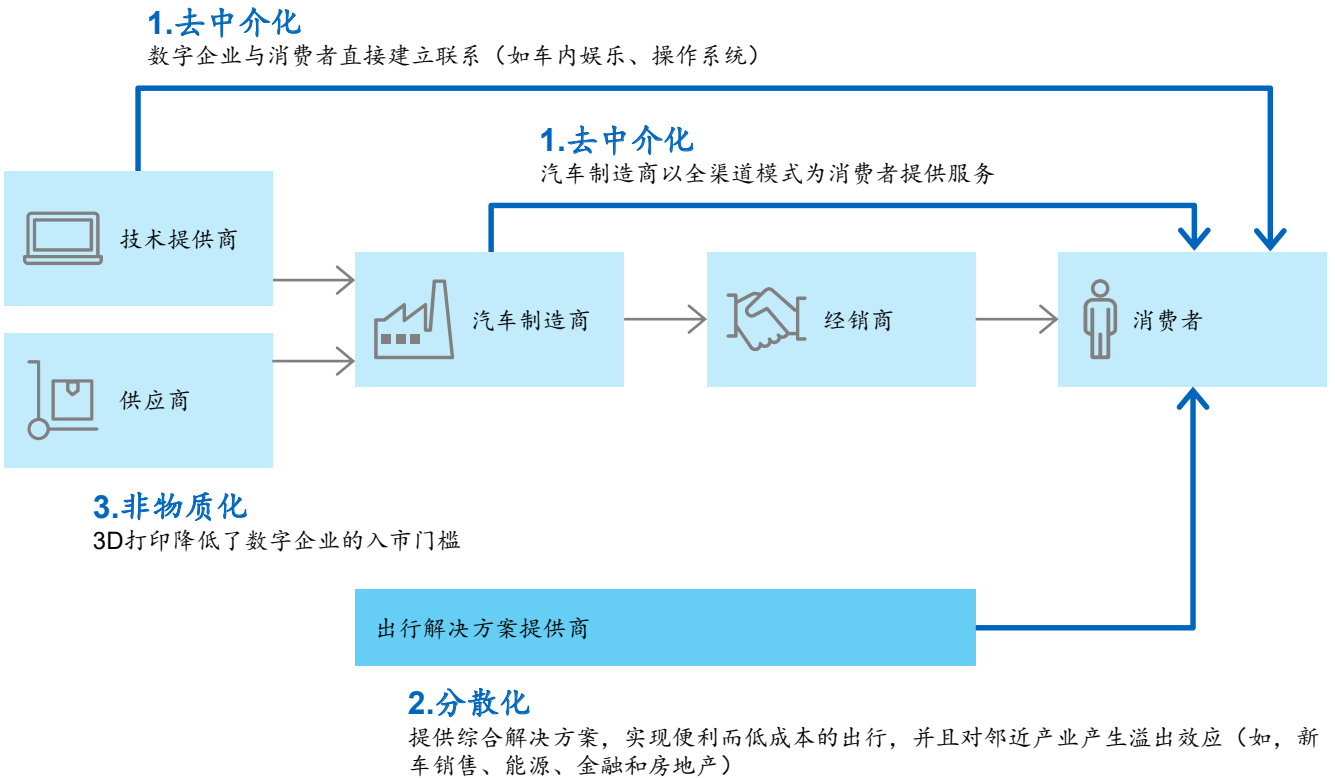 1.去中介化
数字企业与消费者直接建立联系（如车内娱乐、操作系统）
1.去中介化
汽车制造商以全渠道模式为消费者提供服务
技术提供商
汽车制造商
经销商
消费者
供应商
3.非物质化
3D打印降低了数字企业的入市门槛
出行解决方案提供商
2.分散化
提供综合解决方案，实现便利而低成本的出行，并且对邻近产业产生溢出效应（如，新
车销售、能源、金融和房地产）